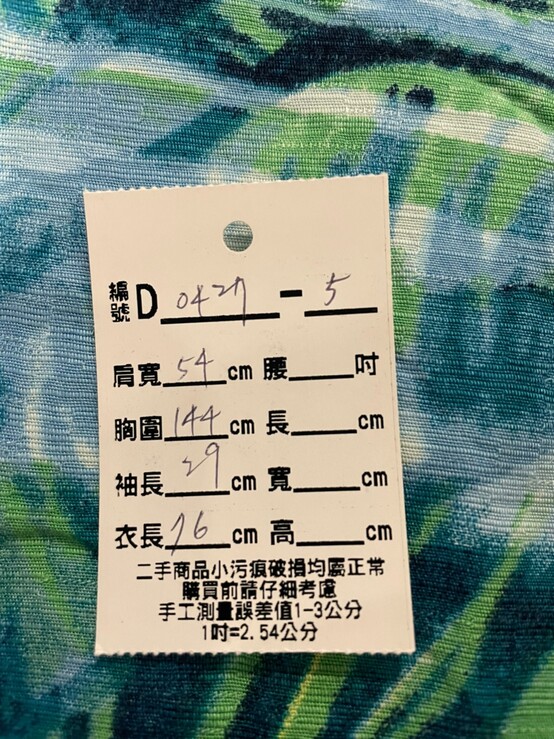 編號 D 0427 - 5
肩寬 54 cm 腰 吋
胸圍 144 cm 長 cm
袖長 29 cm 寬 cm
衣長 76 cm 高 cm
二手商品小污痕破損均屬正常
購買前請仔細考慮
手工測量誤差值1-3公分
1吋=2.54公分